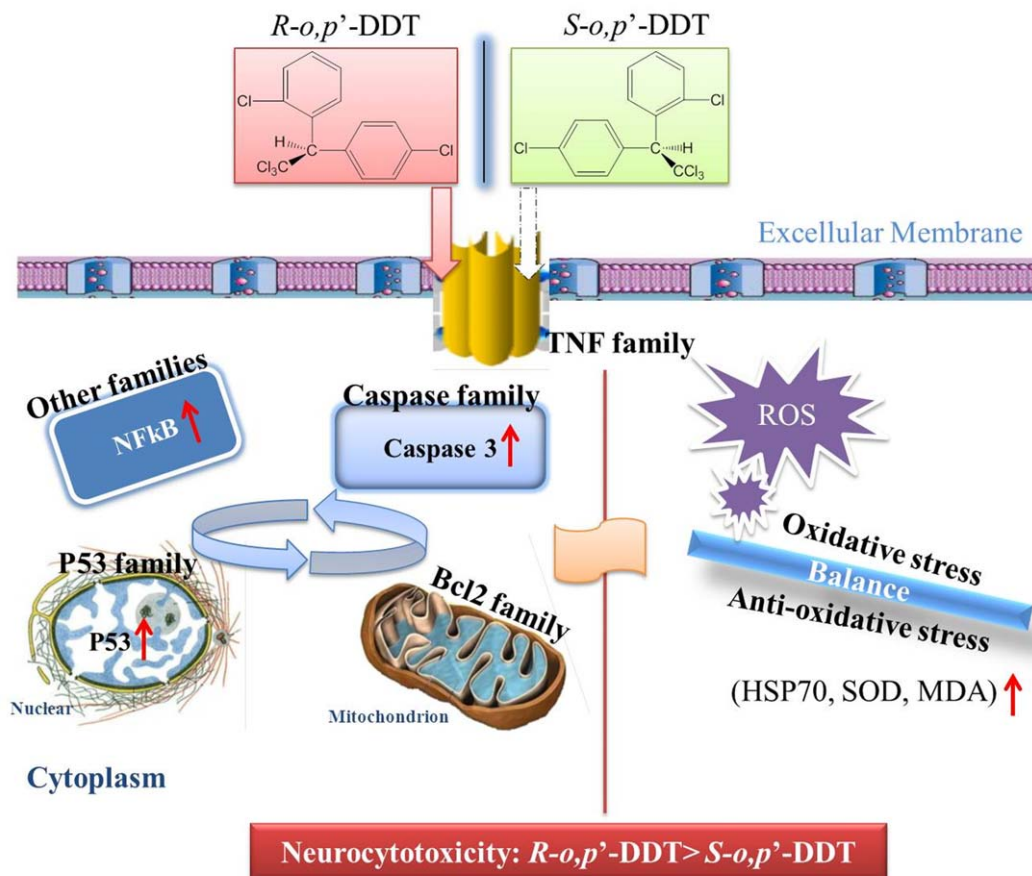 R-o,p’-DDT
S-o,p’-DDT
Cl
H
C
Cl3C
Cl
Cl
Cl
C
H
CCl3
Excellular Membrane
TNF family
Other families
NFkB
Caspase family
Caspase 3
ROS
P53 family
P53
Nuclear
Bcl2 family
Mitochondrion
Oxidative stress
Balance
Anti-oxidative stress
(HSP70, SOD, MDA)
Cytoplasm
Neurocytotoxicity: R-o,p’-DDT> S-o,p’-DDT